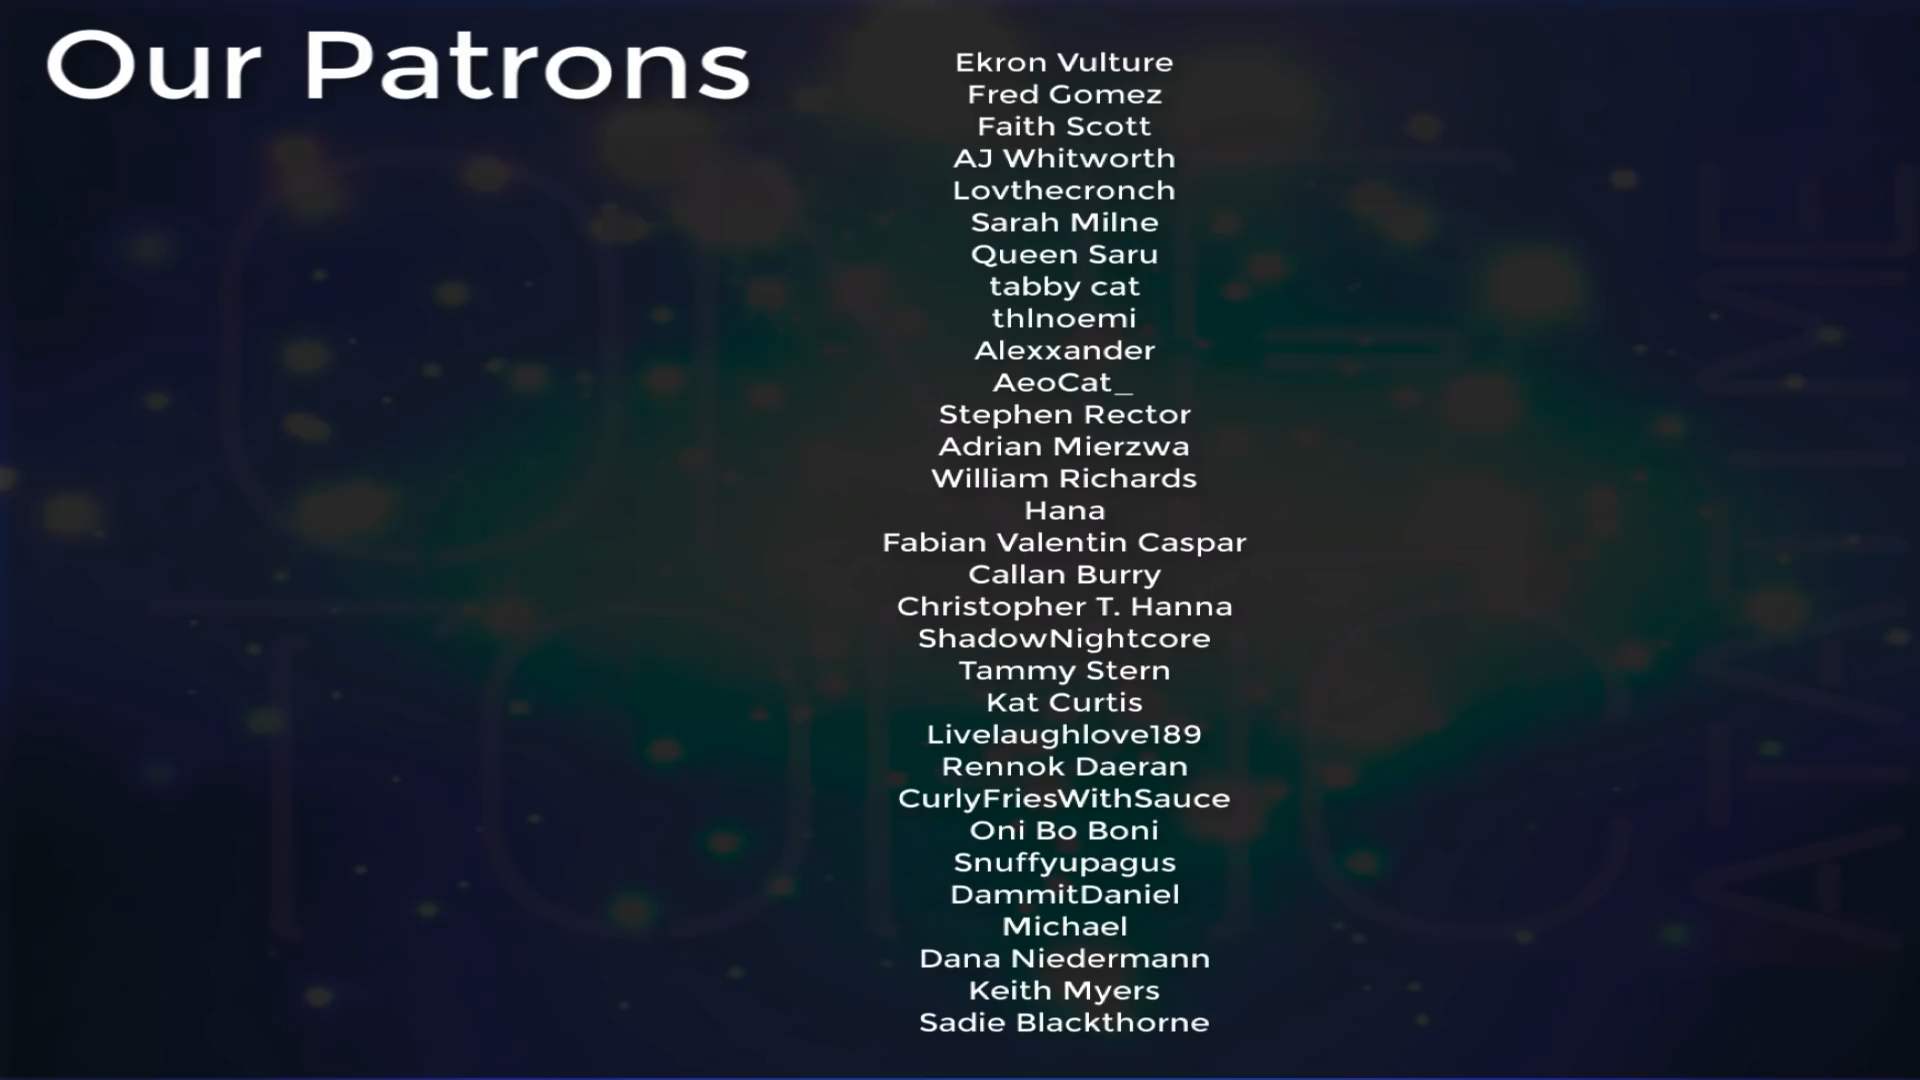 Our Patrons
Ekron Vulture
Fred Gomez
Faith Scott
AJ Whitworth
Lovthecronch
Sarah Milne
Queen Saru
tabby cat
thlnoemi
Alexxander
AeoCat_
Stephen Rector
Adrian Mierzwa
William Richards
Hana
Fabian Valentin Caspar
Callan Burry
Christopher T. Hanna
ShadowNightcore
Tammy Stern
Kat Curtis
Livelaughlove189
Rennok Daeran
CurlyFriesWithSauce
Oni Bo Boni
Snuffyupagus
DammitDaniel
Michael
Dana Niedermann
Keith Myers
Sadie Blackthorne